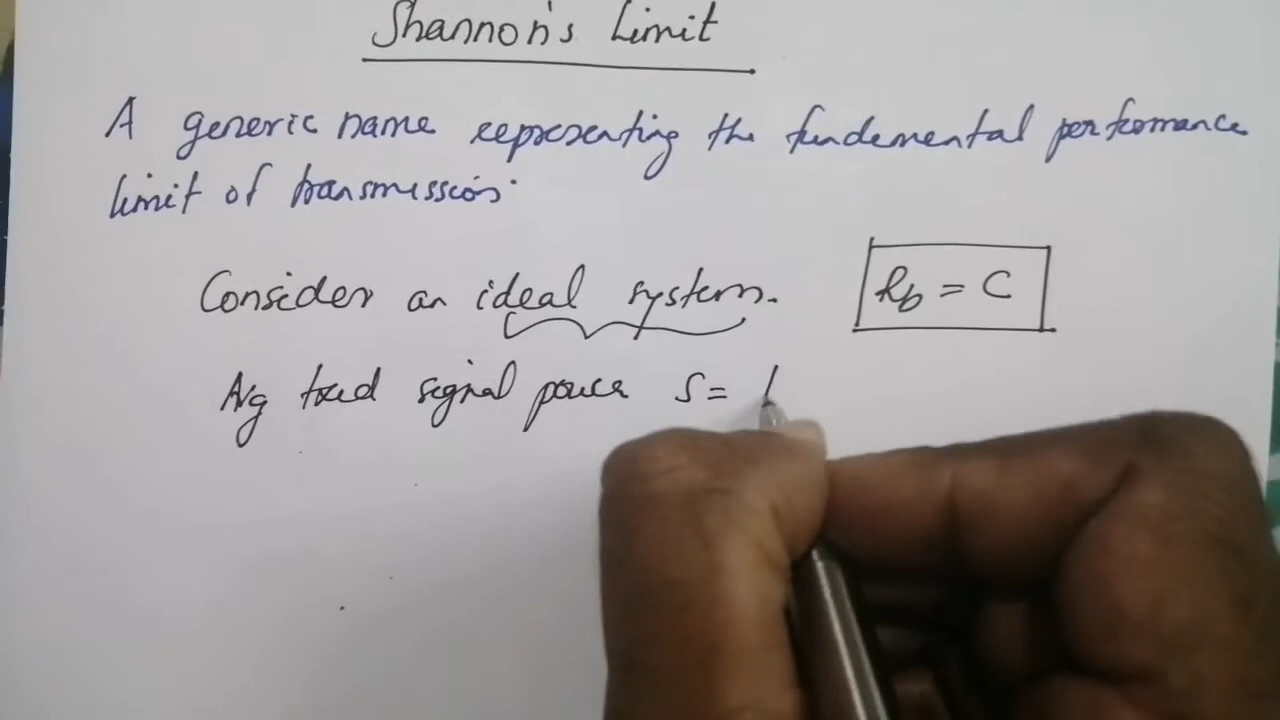 Shannon's Limit
A generic name representing the fundemental performance
limit of transmission.
Consider an ideal system. Rb = C
Avg txed signal power S =